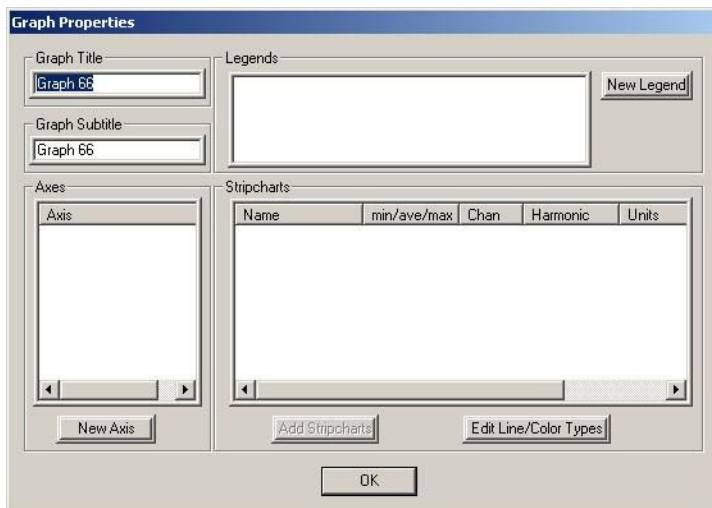 Graph Properties
Graph Title
Graph 66
Legends
New Legend
Graph Subtitle
Graph 66
Axes
Axis
New Axis
Stripcharts
Name min/ave/max Chan Harmonic Units
Add Stripcharts
Edit Line/Color Types
OK